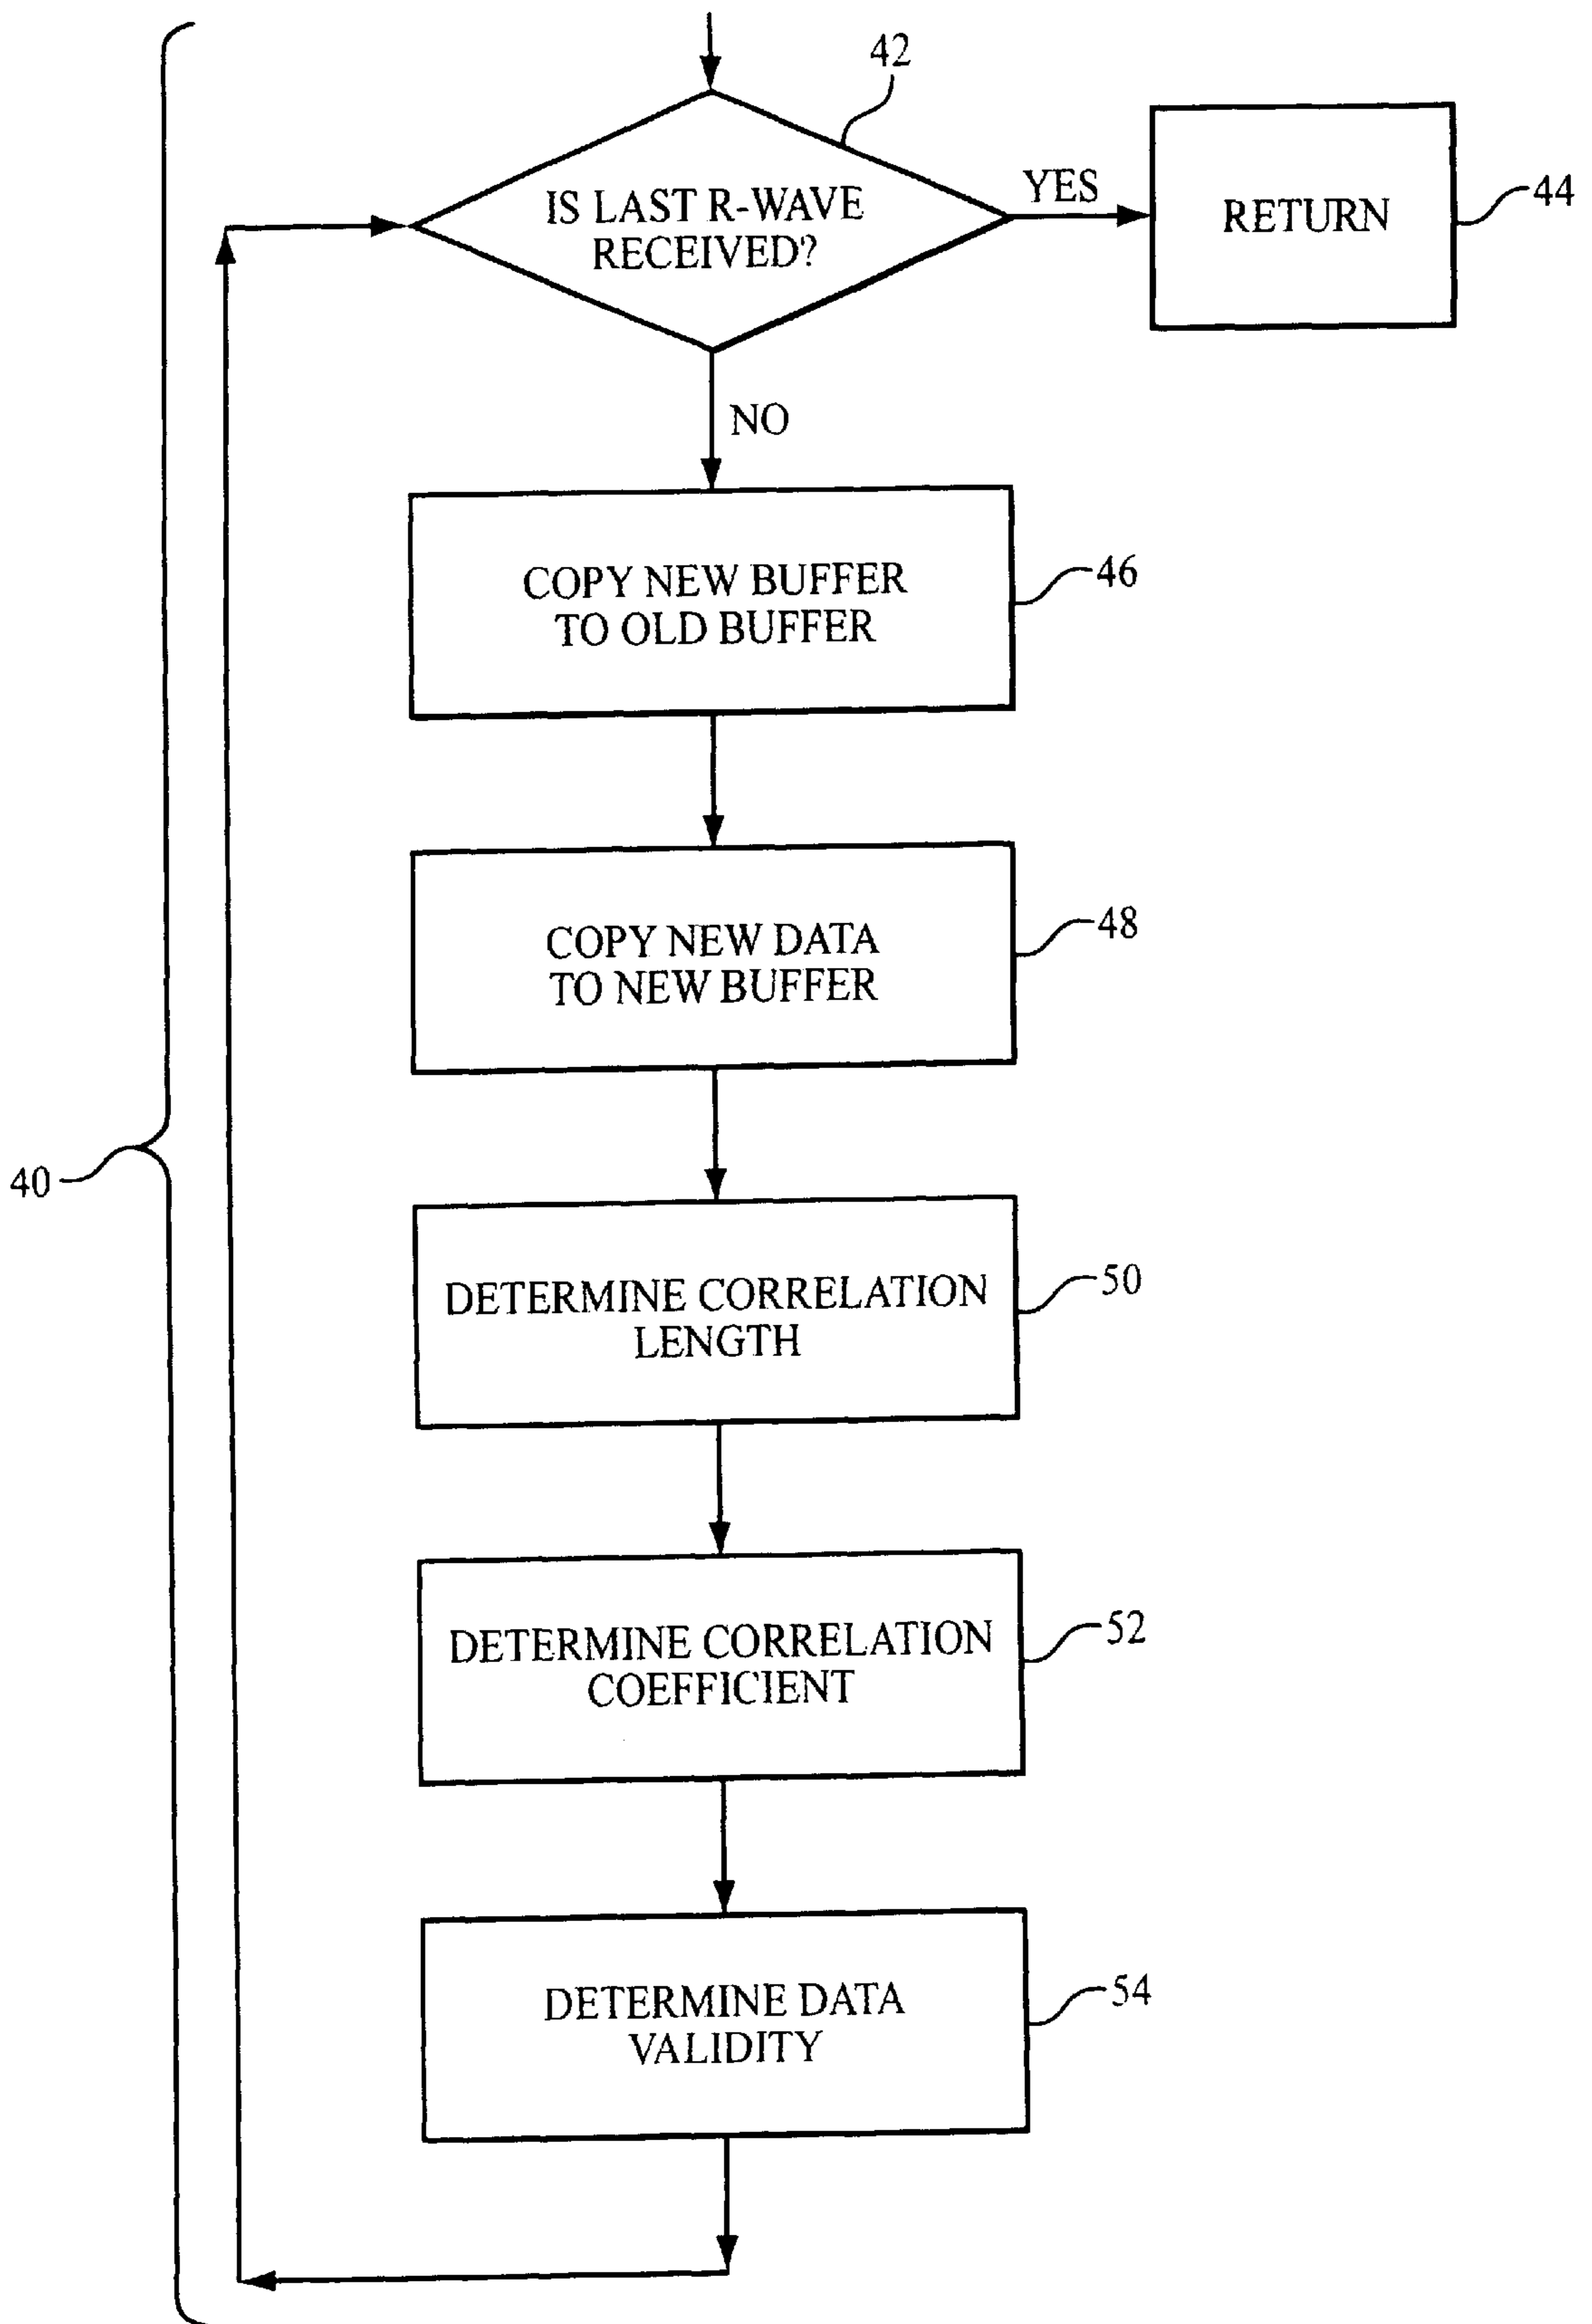 42
IS LAST R-WAVE
RECEIVED?
YES
RETURN
44
NO
COPY NEW BUFFER
TO OLD BUFFER
46
COPY NEW DATA
TO NEW BUFFER
48
40
DETERMINE CORRELATION
LENGTH
50
DETERMINE CORRELATION
COEFFICIENT
52
DETERMINE DATA
VALIDITY
54